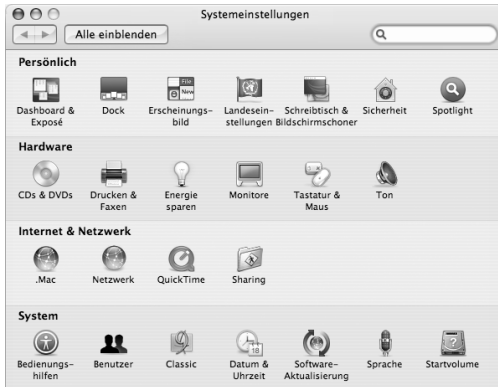 Systemeinstellungen
Alle einblenden
Persönlich
Dashboard & Exposé
Dock
Erscheinungs-bild
Landesein-stellungen
Schreibtisch & Bildschirmschoner
Sicherheit
Spotlight
Hardware
CDs & DVDs
Drucken & Faxen
Energie sparen
Monitore
Tastatur & Maus
Ton
Internet & Netzwerk
.Mac
Netzwerk
QuickTime
Sharing
System
Bedienungs-hilfen
Benutzer
Classic
Datum & Uhrzeit
Software-Aktualisierung
Sprache
Startvolume